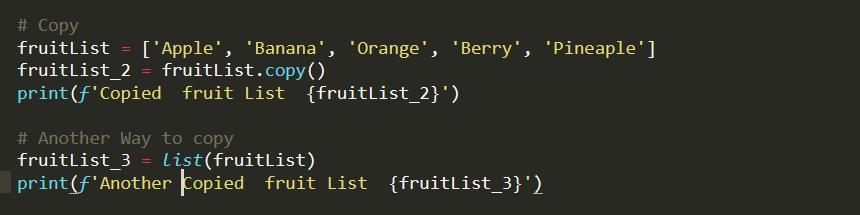 # Copy
fruitList = ['Apple', 'Banana', 'Orange', 'Berry', 'Pineaple']
fruitList_2 = fruitList.copy()
print(f'Copied  fruit List  {fruitList_2}')
# Another Way to copy
fruitList_3 = list(fruitList)
print(f'Another Copied  fruit List  {fruitList_3}')